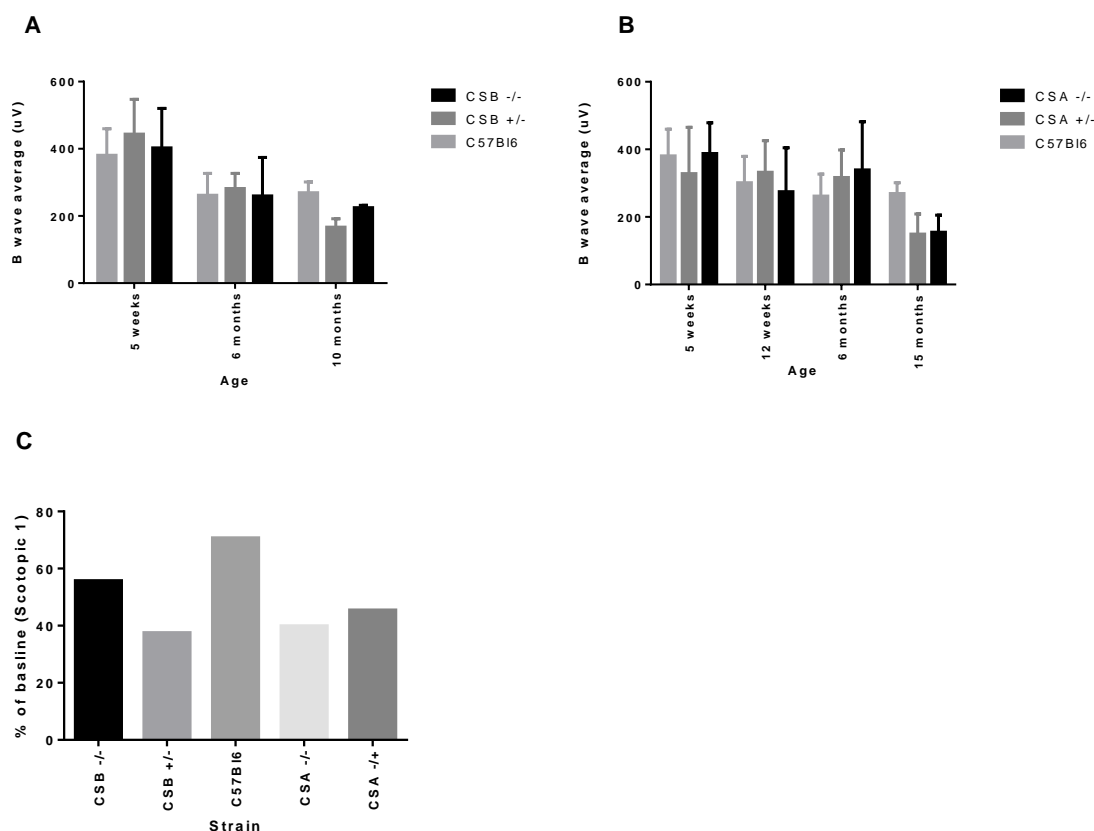 A
600
400
200
0
B wave average (uV)
5 weeks
6 months
10 months
Age
CSB -/-
CSB +/-
C57Bl6
B
600
400
200
0
B wave average (uV)
5 weeks
12 weeks
6 months
15 months
Age
CSA -/-
CSA +/-
C57Bl6
C
80
60
40
20
0
% of basline (Scotopic 1)
CSB -/-
CSB +/-
C57Bl6
CSA -/-
CSA -/+
Strain